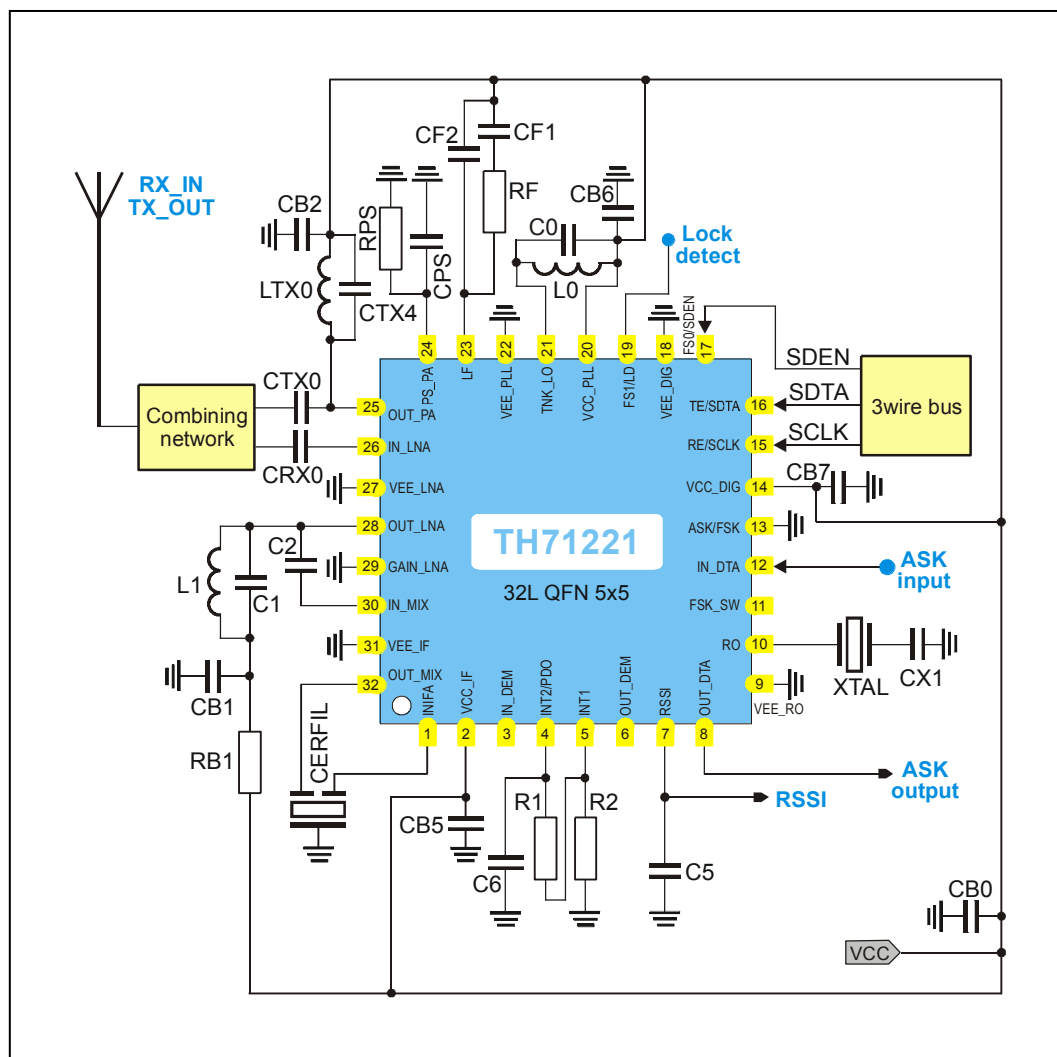 RX_IN
TX_OUT
CB2
LTX0
CTX4
RPS
CPS
CF2
CF1
RF
CB6
C0
L0
Lock
detect
24
23
22
21
20
19
18
17
PS_PA
LF
VEE_PLL
TNK_LO
VCC_PLL
FS1/LD
VEE_DIG
FS0/SDEN
SDEN
SDTA
SCLK
3wire bus
Combining
network
CTX0
CRX0
25
OUT_PA
26
IN_LNA
27
VEE_LNA
28
OUT_LNA
29
GAIN_LNA
30
IN_MIX
31
VEE_IF
32
OUT_MIX
TE/SDTA
16
RE/SCLK
15
VCC_DIG
14
ASK/FSK
13
IN_DTA
12
FSK_SW
11
RO
10
9
VEE_RO
CB7
ASK
input
XTAL
CX1
TH71221
32L QFN 5x5
L1
C1
C2
CB1
RB1
CERFIL
INIFA
VCC_IF
IN_DEM
INT2/PDO
INT1
OUT_DEM
RSSI
OUT_DTA
1
2
3
4
5
6
7
8
CB5
C6
R1
R2
C5
RSSI
ASK
output
CB0
VCC